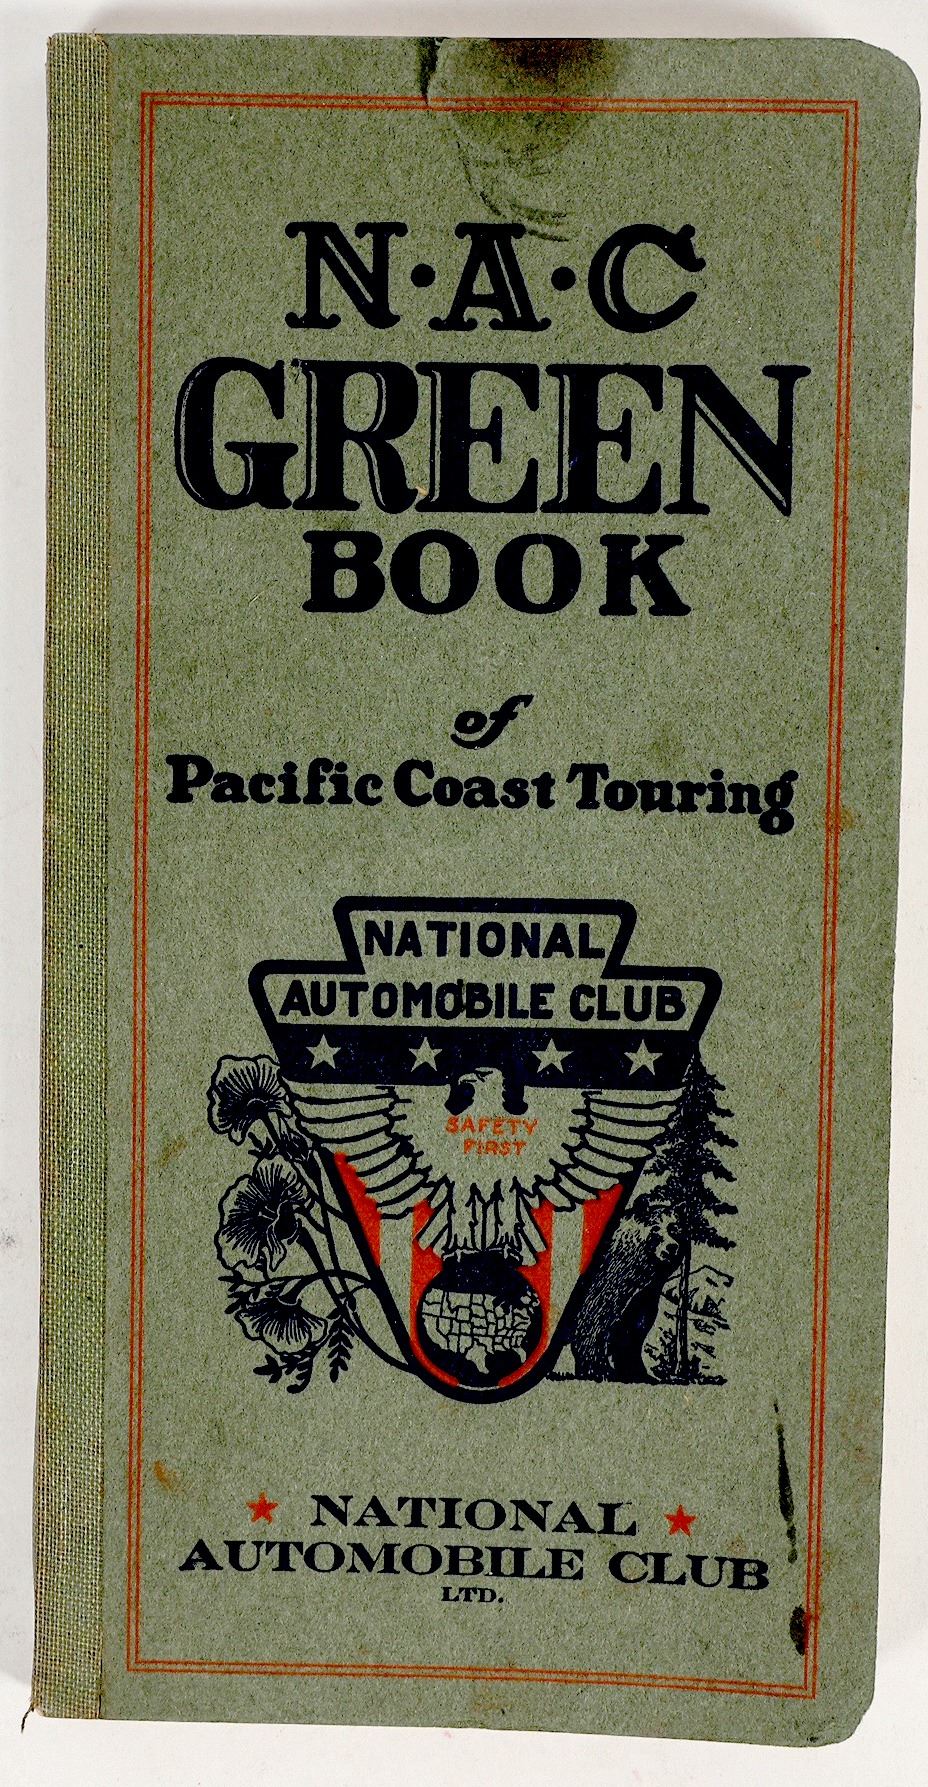 N·A·C
GREEN
BOOK
of
Pacific Coast Touring
NATIONAL
AUTOMOBILE CLUB
SAFETY
FIRST
NATIONAL
AUTOMOBILE CLUB
LTD.